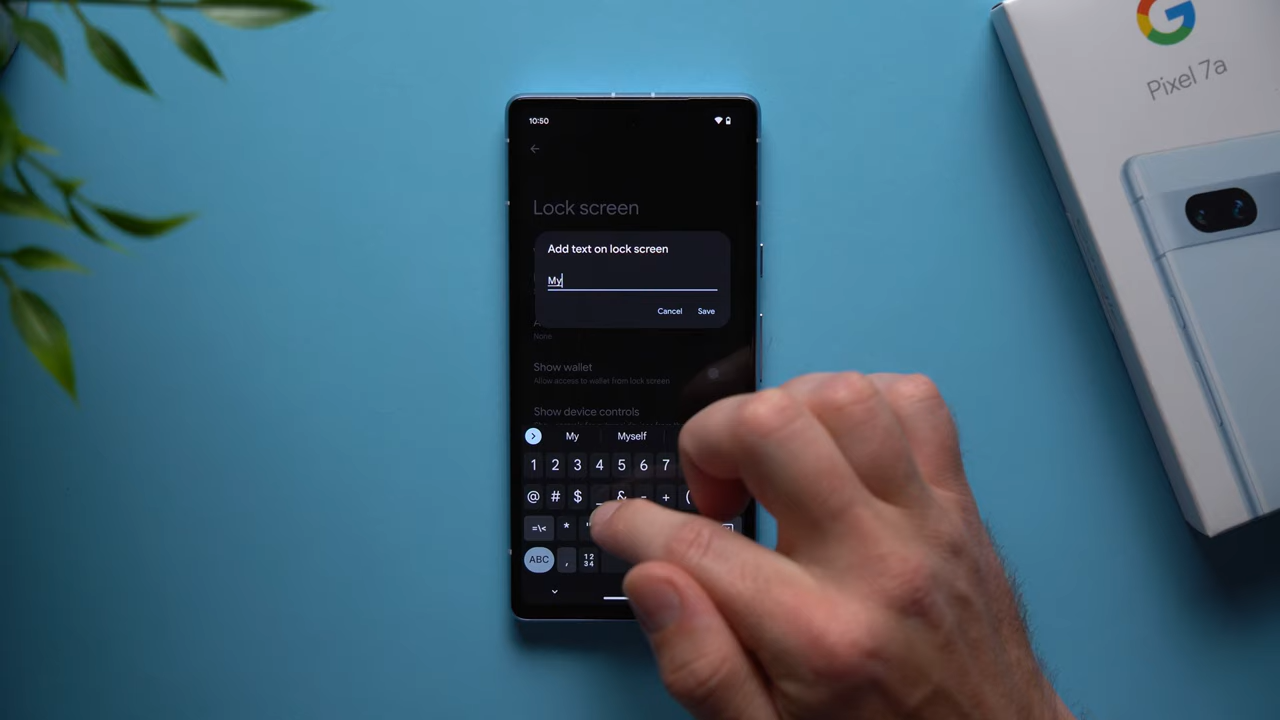 G
Pixel 7a
10:50
Lock screen
Add text on lock screen
My
Cancel Save
None
Show wallet
Allow access to wallet from lock screen
Show device controls
My Myself
1 2 3 4 5 6 7
@ # $ _ & - + (
=\< * "
ABC , 12
34